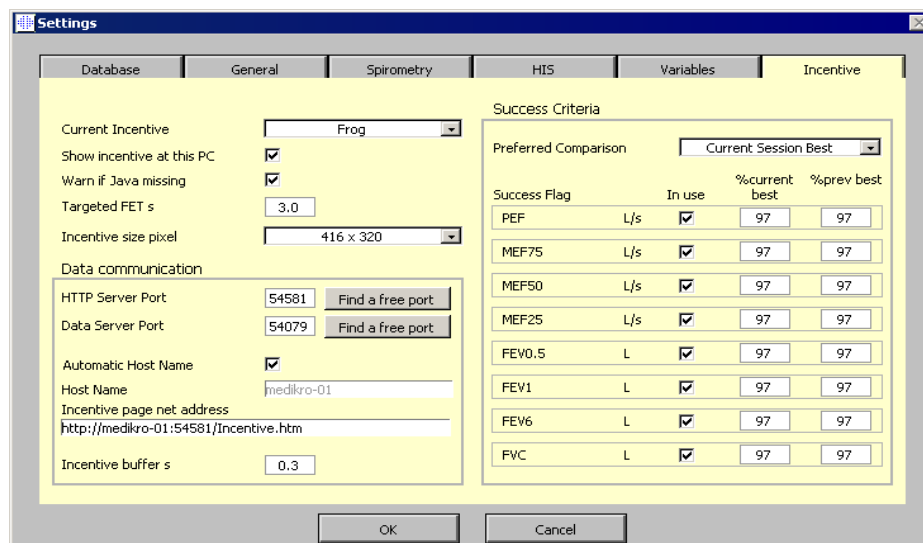 Settings
Database General Spirometry HIS Variables Incentive
Current Incentive Frog
Show incentive at this PC
Warn if Java missing
Targeted FET s 3.0
Incentive size pixel 416 x 320
Data communication
HTTP Server Port 54581 Find a free port
Data Server Port 54079 Find a free port
Automatic Host Name
Host Name medikro-01
Incentive page net address
http://medikro-01:54581/Incentive.htm
Incentive buffer s 0.3
Success Criteria
Preferred Comparison Current Session Best
Success Flag In use %current best %prev best
PEF L/s 97 97
MEF75 L/s 97 97
MEF50 L/s 97 97
MEF25 L/s 97 97
FEV0.5 L 97 97
FEV1 L 97 97
FEV6 L 97 97
FVC L 97 97
OK Cancel